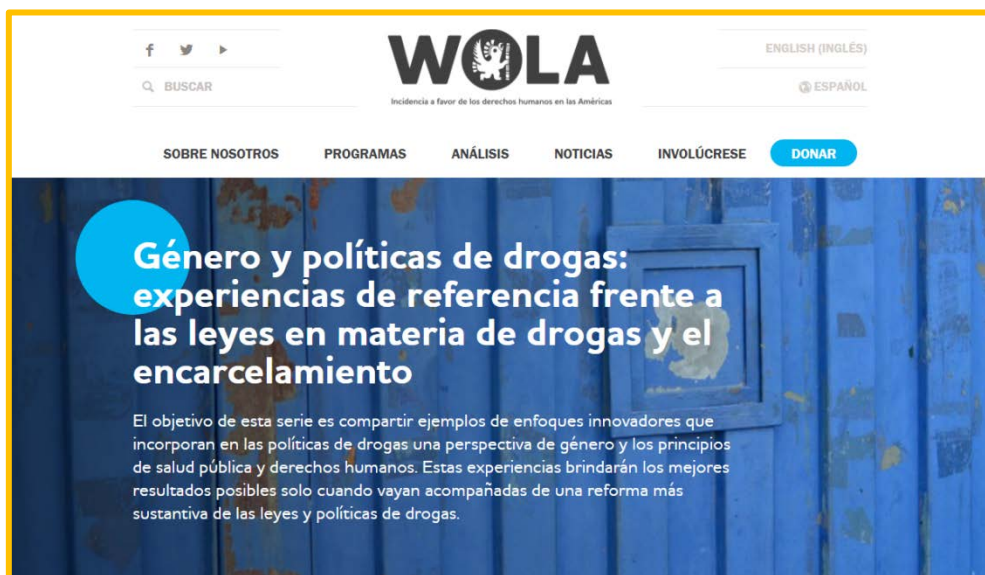 BUSCAR
WOLA
Incidencia a favor de los derechos humanos en las Américas
ENGLISH (INGLÉS)
ESPAÑOL
SOBRE NOSOTROS PROGRAMAS ANÁLISIS NOTICIAS INVOLÚCRESE DONAR
Género y políticas de drogas:
experiencias de referencia frente a
las leyes en materia de drogas y el
encarcelamiento
El objetivo de esta serie es compartir ejemplos de enfoques innovadores que
incorporan en las políticas de drogas una perspectiva de género y los principios
de salud pública y derechos humanos. Estas experiencias brindarán los mejores
resultados posibles solo cuando vayan acompañadas de una reforma más
sustantiva de las leyes y políticas de drogas.